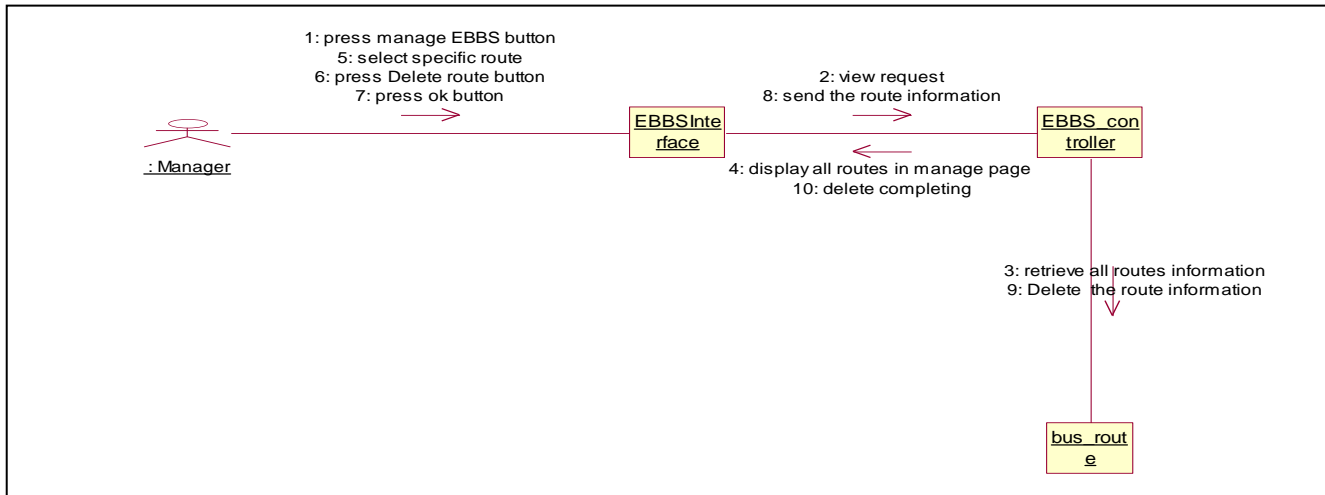 1: press manage EBBS button
5: select specific route
6: press Delete route button
7: press ok button
2: view request
8: send the route information
: Manager
EBBSInte
rface
EBBS_con
troller
4: display all routes in manage page
10: delete completing
3: retrieve all routes information
9: Delete the route information
bus_rout
e